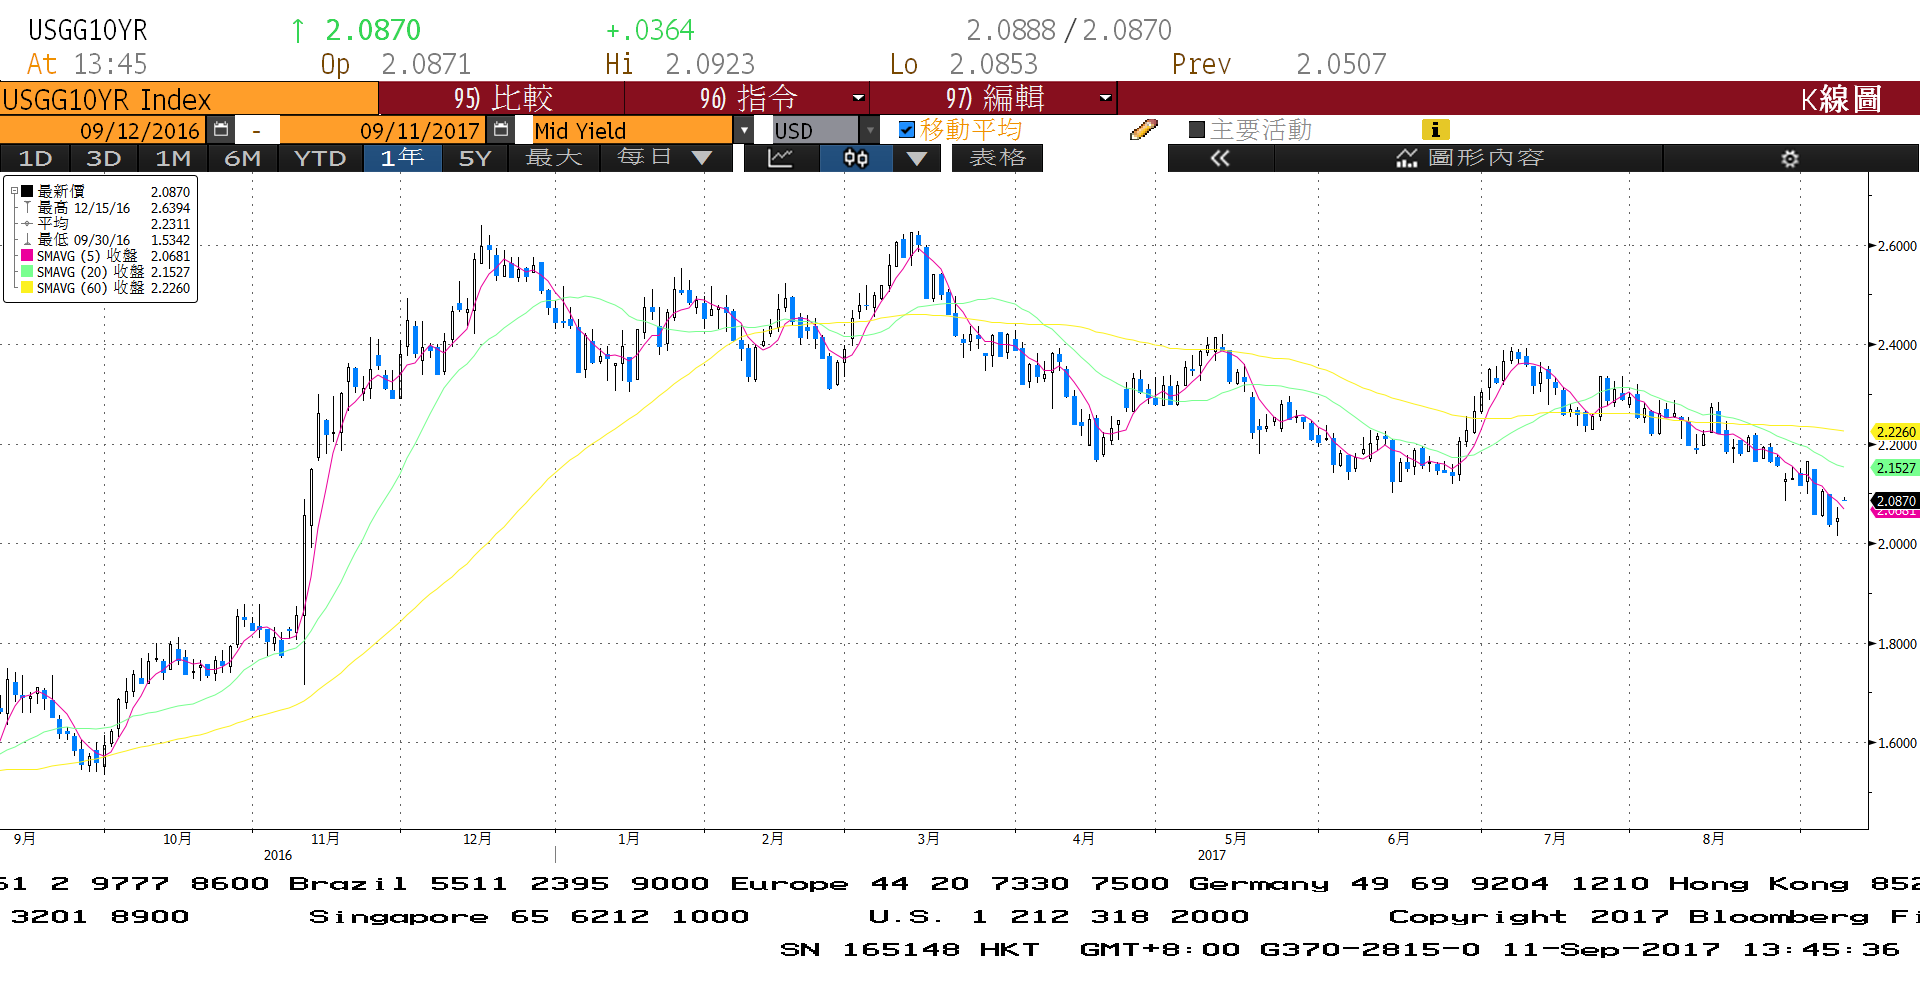 USGG10YR ↑ 2.0870 +.0364 2.0888 / 2.0870
At 13:45 Op 2.0871 Hi 2.0923 Lo 2.0853 Prev 2.0507
USGG10YR Index 95) 比較 96) 指令 97) 編輯 K線圖
09/12/2016 - 09/11/2017 Mid Yield USD 移動平均 主要活動
1D 3D 1M 6M YTD 1年 5Y 最大 每日 表格 « 圖形內容
最新價 2.0870
最高 12/15/16 2.6394
平均 2.2311
最低 09/30/16 1.5342
SMAVG (5) 收盤 2.0681
SMAVG (20) 收盤 2.1527
SMAVG (60) 收盤 2.2260
2.6000
2.4000
2.2260
2.2000
2.1527
2.0870
2.0681
2.0000
1.8000
1.6000
9月 10月 11月 12月 1月 2月 3月 4月 5月 6月 7月 8月
2016 2017
61 2 9777 8600 Brazil 5511 2395 9000 Europe 44 20 7330 7500 Germany 49 69 9204 1210 Hong Kong 852
3201 8900 Singapore 65 6212 1000 U.S. 1 212 318 2000 Copyright 2017 Bloomberg Fi
SN 165148 HKT GMT+8:00 G370-2815-0 11-Sep-2017 13:45:36